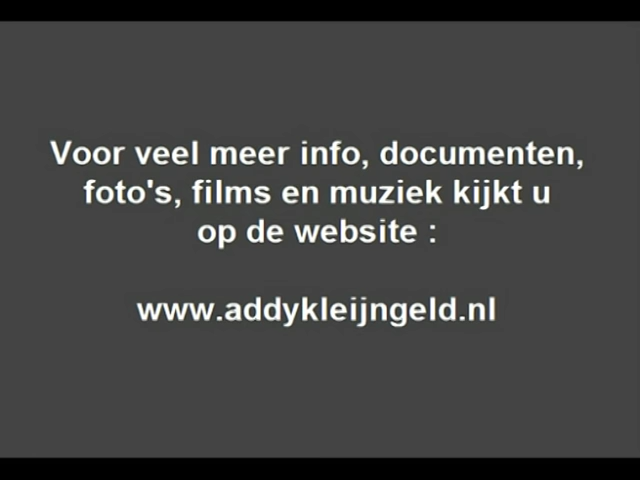 Voor veel meer info, documenten,
foto's, films en muziek kijkt u
op de website :
www.addykleijngeld.nl